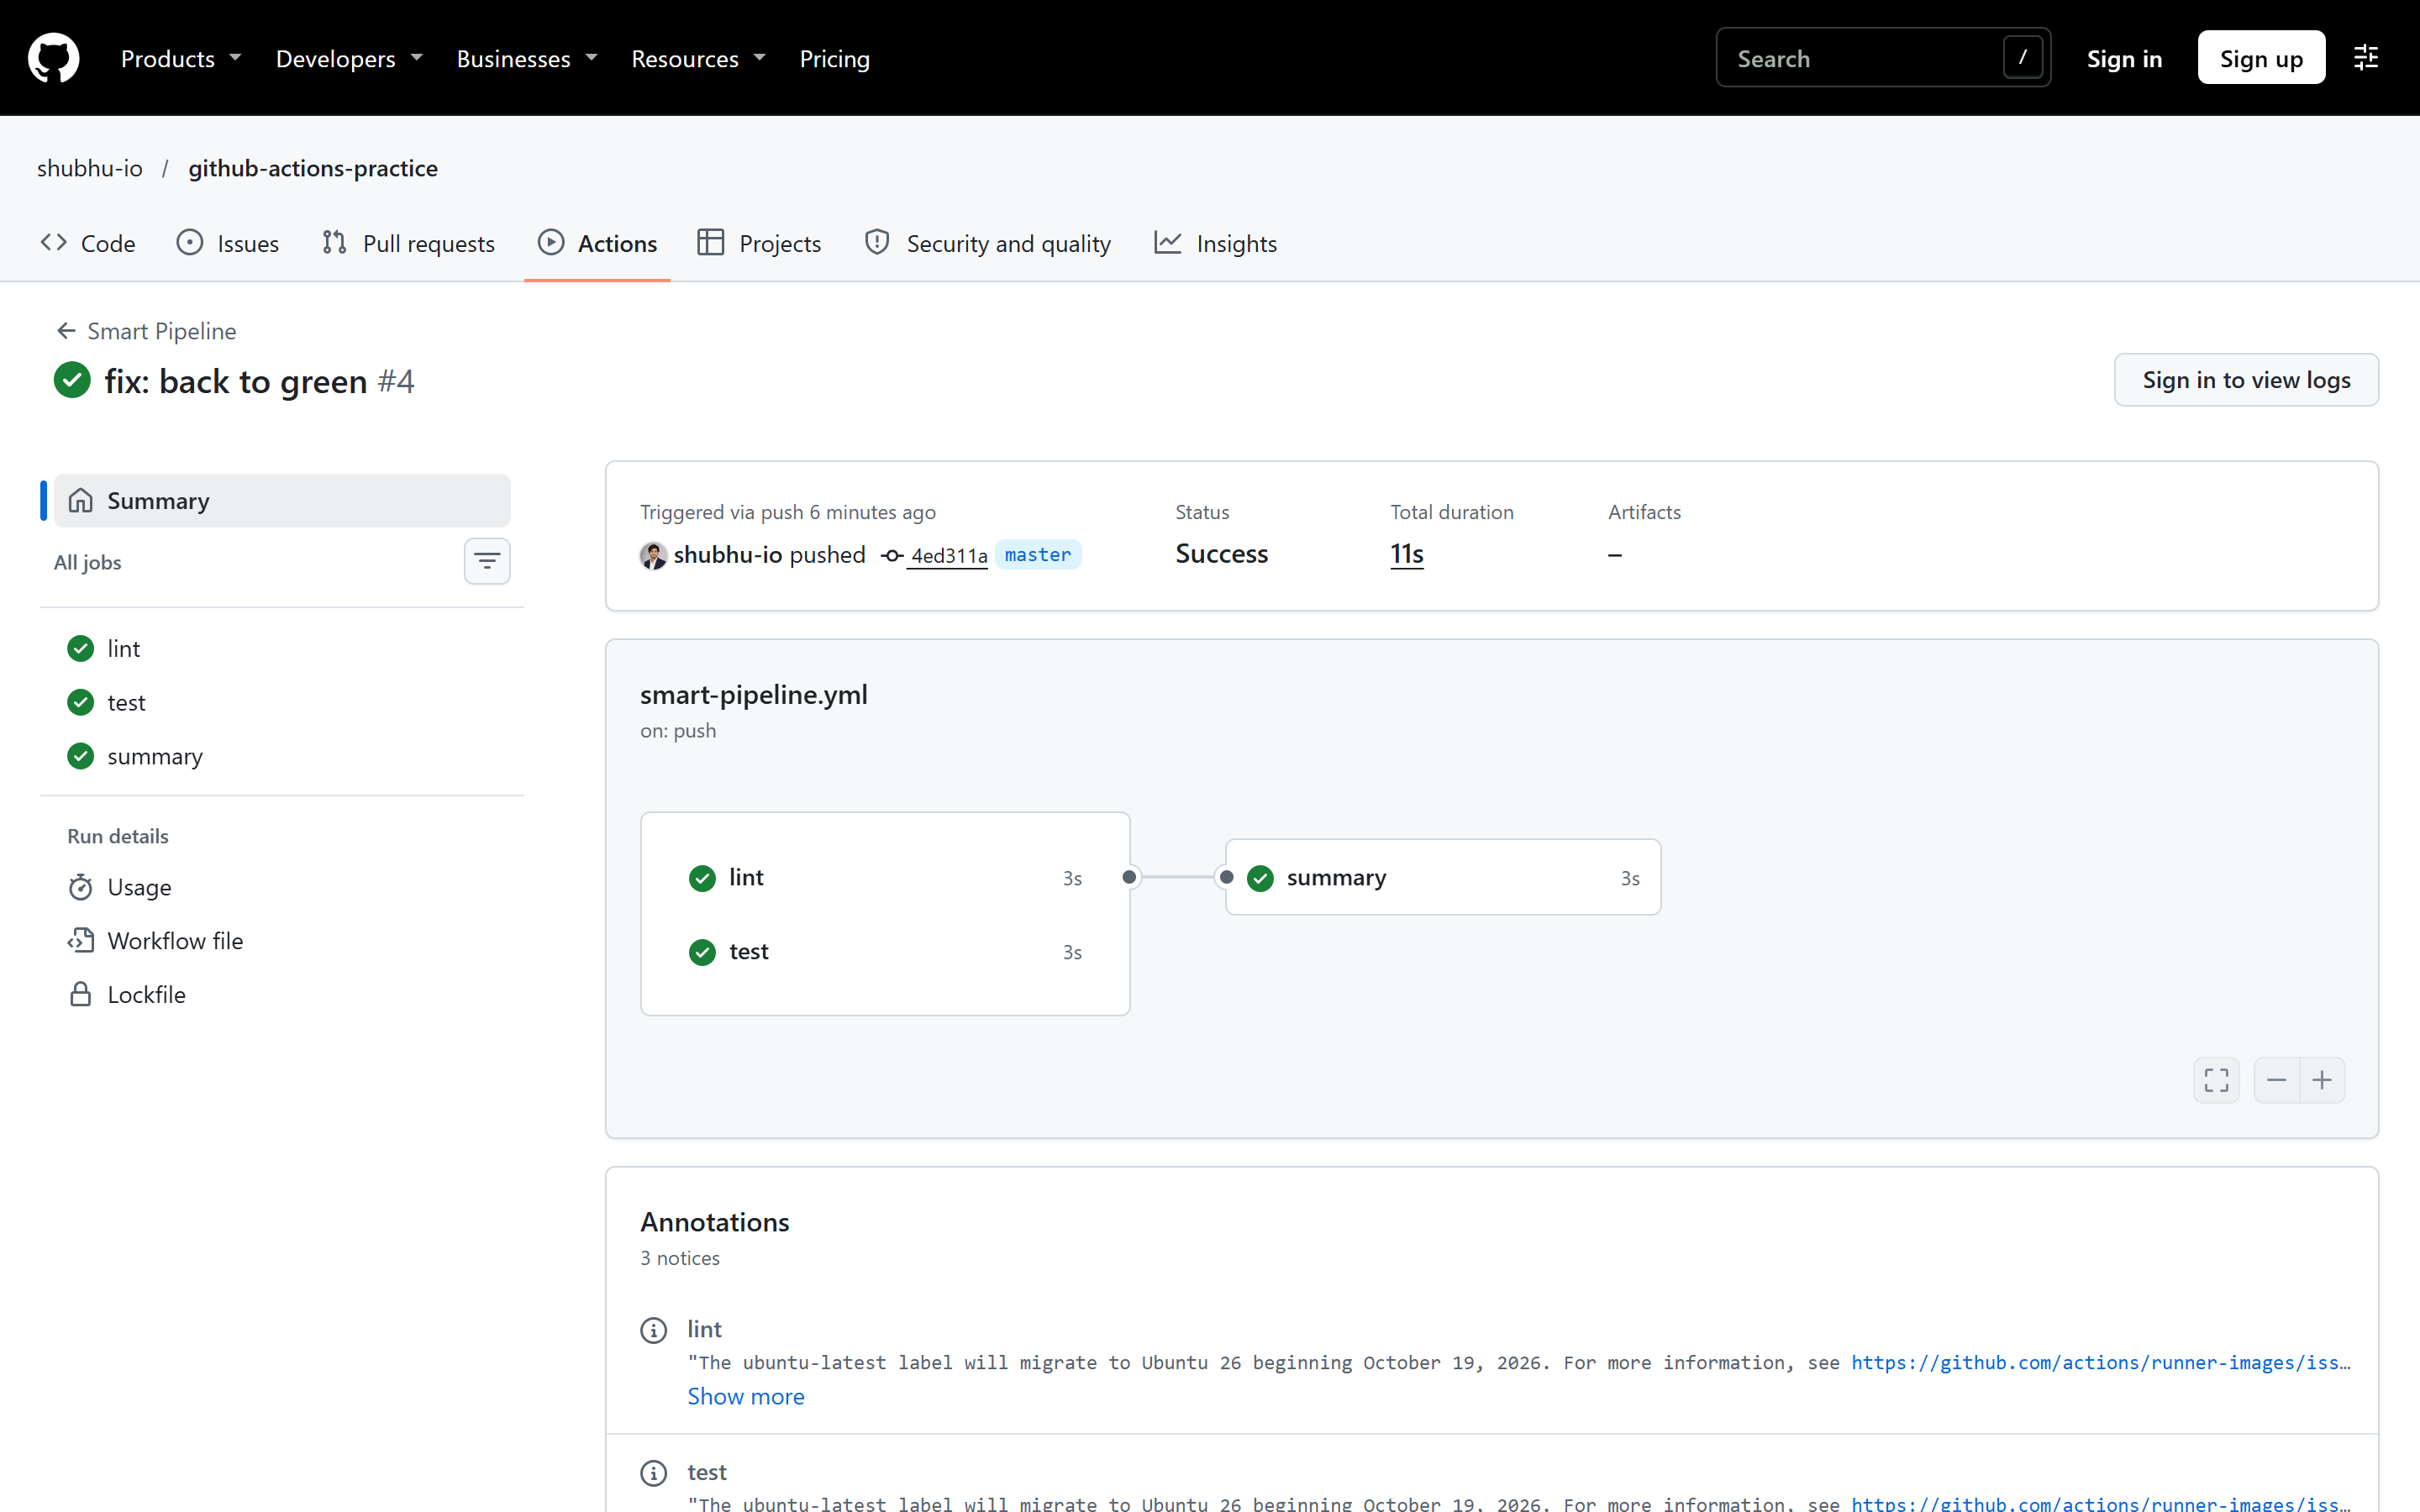 Products Developers Businesses Resources Pricing Search / Sign in Sign up
shubhu-io / github-actions-practice
Code Issues Pull requests Actions Projects Security and quality Insights
Smart Pipeline
fix: back to green #4
Sign in to view logs
Summary
All jobs
lint
test
summary
Run details
Usage
Workflow file
Lockfile
Triggered via push 6 minutes ago
shubhu-io pushed 4ed311a master
Status
Success
Total duration
11s
Artifacts
–
smart-pipeline.yml
on: push
lint 3s
test 3s
summary 3s
Annotations
3 notices
lint
"The ubuntu-latest label will migrate to Ubuntu 26 beginning October 19, 2026. For more information, see https://github.com/actions/runner-images/iss…
Show more
test
"The ubuntu-latest label will migrate to Ubuntu 26 beginning October 19, 2026. For more information, see https://github.com/actions/runner-images/iss…